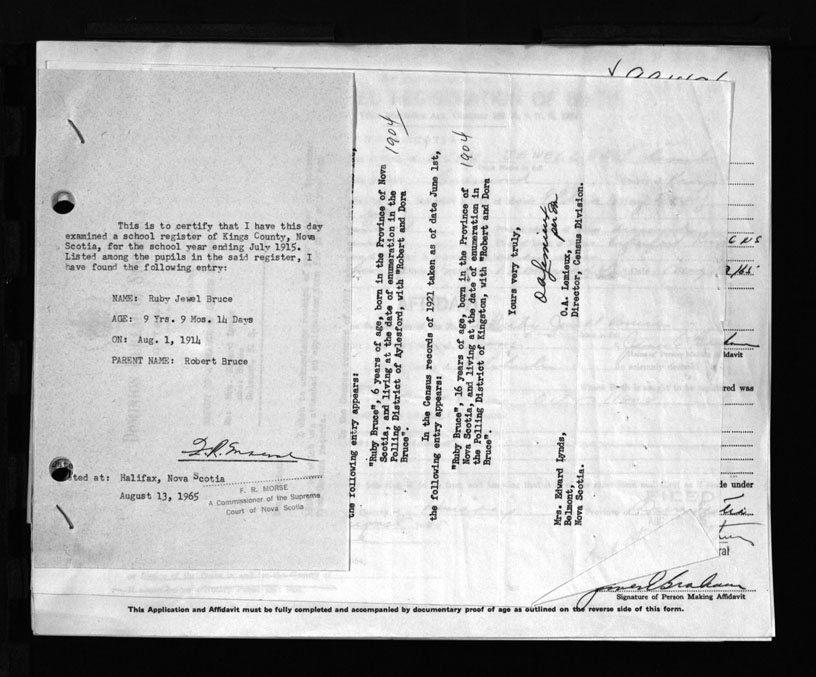 This is to certify that I have this day
examined a school register of Kings County, Nova
Scotia, for the school year ending July 1915.
Listed among the pupils in the said register, I
have found the following entry:
NAME: Ruby Jewel Bruce
AGE: 9 Yrs. 9 Mos. 14 Days
ON: Aug. 1, 1914
PARENT NAME: Robert Bruce
ted at: Halifax, Nova Scotia
August 13, 1965
F. R. MORSE
A Commissioner of the Supreme
Court of Nova Scotia
the following entry appears:
"Ruby Bruce", 6 years of age, born in the Province of Nova
Scotia, and living at the date of enumeration in the
Polling District of Aylesford, with "Robert and Dora
Bruce".
1904
In the Census records of 1921 taken as of date June 1st,
the following entry appears:
"Ruby Bruce", 16 years of age, born in the Province of
Nova Scotia, and living at the date of enumeration in
the Polling District of Kingston, with "Robert and Dora
Bruce".
1904
Yours very truly,
O.A. Lemieux,
Director, Census Division.
Mrs. Edward Lynds,
Belmont,
Nova Scotia.
C NS
idavit
red was
de under
ral
Signature of Person Making Affidavit
This Application and Affidavit must be fully completed and accompanied by documentary proof of age as outlined on the reverse side of this form.